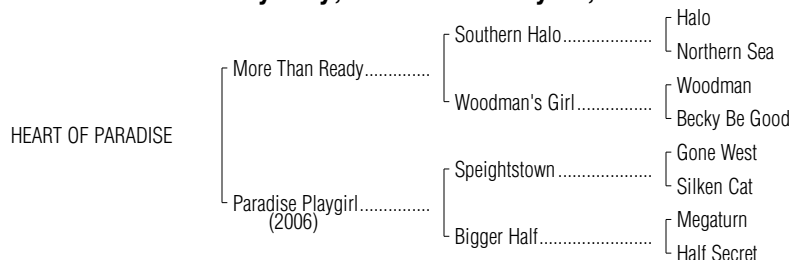 Southern Halo
Halo
Northern Sea
More Than Ready
Woodman's Girl
Woodman
Becky Be Good
HEART OF PARADISE
Paradise Playgirl
(2006)
Speightstown
Gone West
Silken Cat
Bigger Half
Megaturn
Half Secret